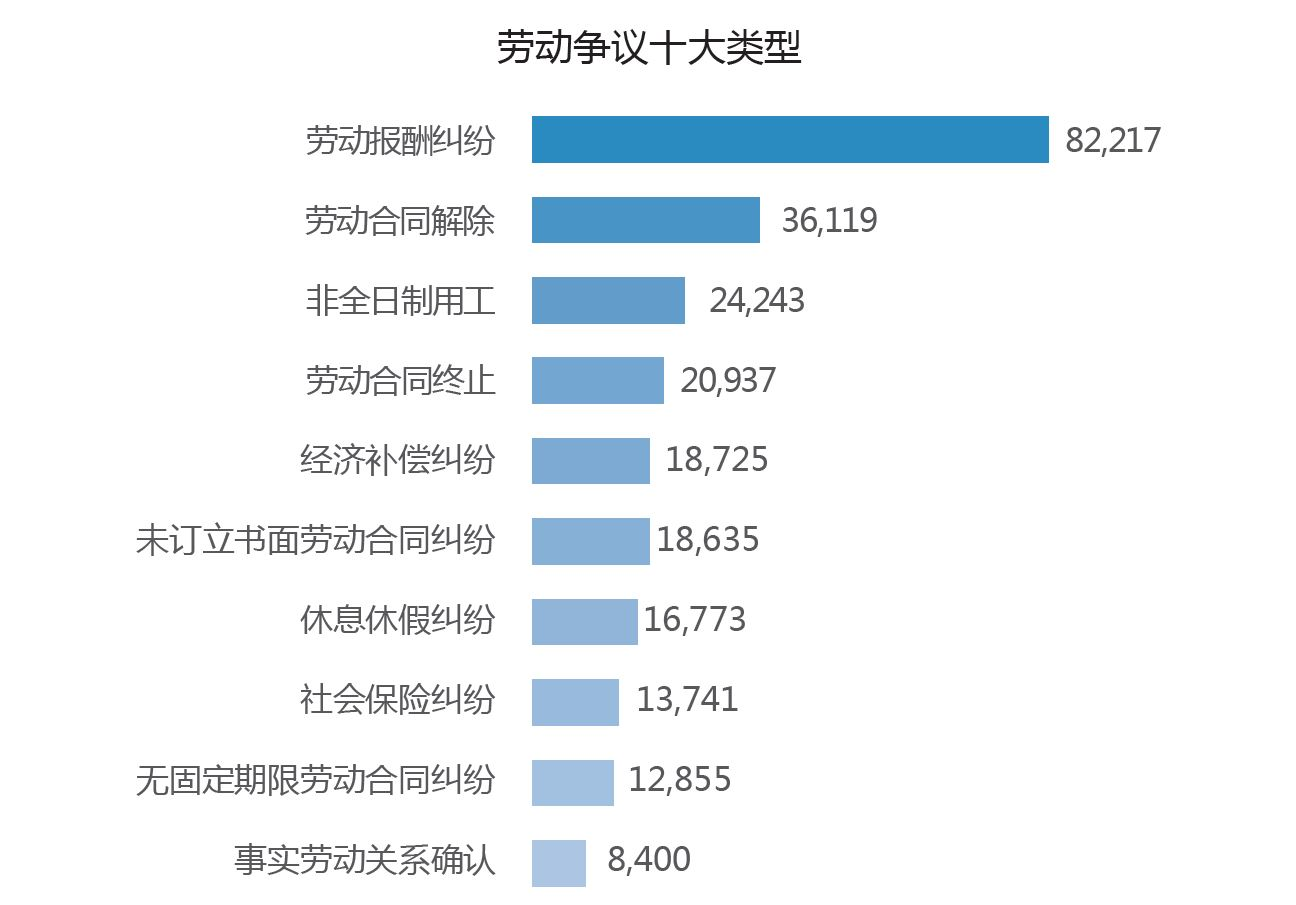 劳动争议十大类型
劳动报酬纠纷 82,217
劳动合同解除 36,119
非全日制用工 24,243
劳动合同终止 20,937
经济补偿纠纷 18,725
未订立书面劳动合同纠纷 18,635
休息休假纠纷 16,773
社会保险纠纷 13,741
无固定期限劳动合同纠纷 12,855
事实劳动关系确认 8,400